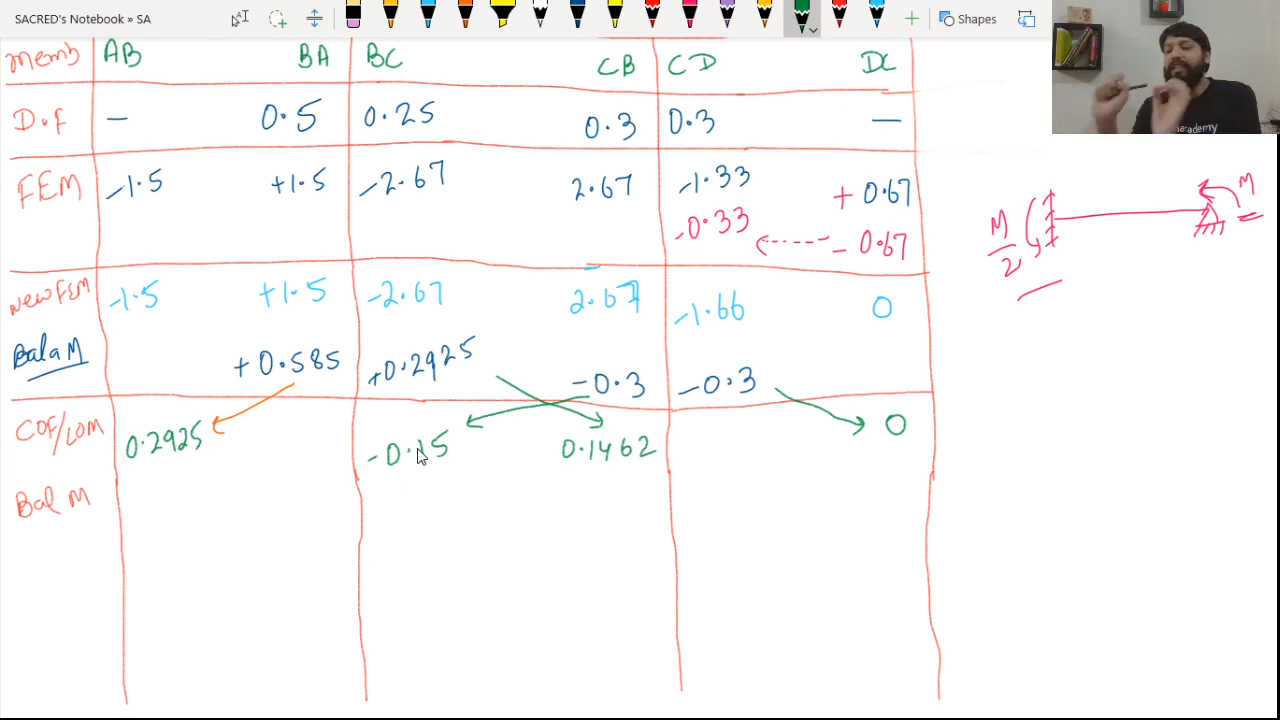 SACRED's Notebook » SA
Shapes
Memb AB BA BC CB CD DC
D.f — 0.5 0.25 0.3 0.3 —
FEM -1.5 +1.5 -2.67 2.67 -1.33 + 0.67
-0.33 - 0.67
New FEM -1.5 +1.5 -2.67 2.67 -1.66 0
Bala M +0.585 +0.2925 -0.3 -0.3
COF/COM 0.2925 -0.15 0.1462 0
Bal M
M
M/2
academy